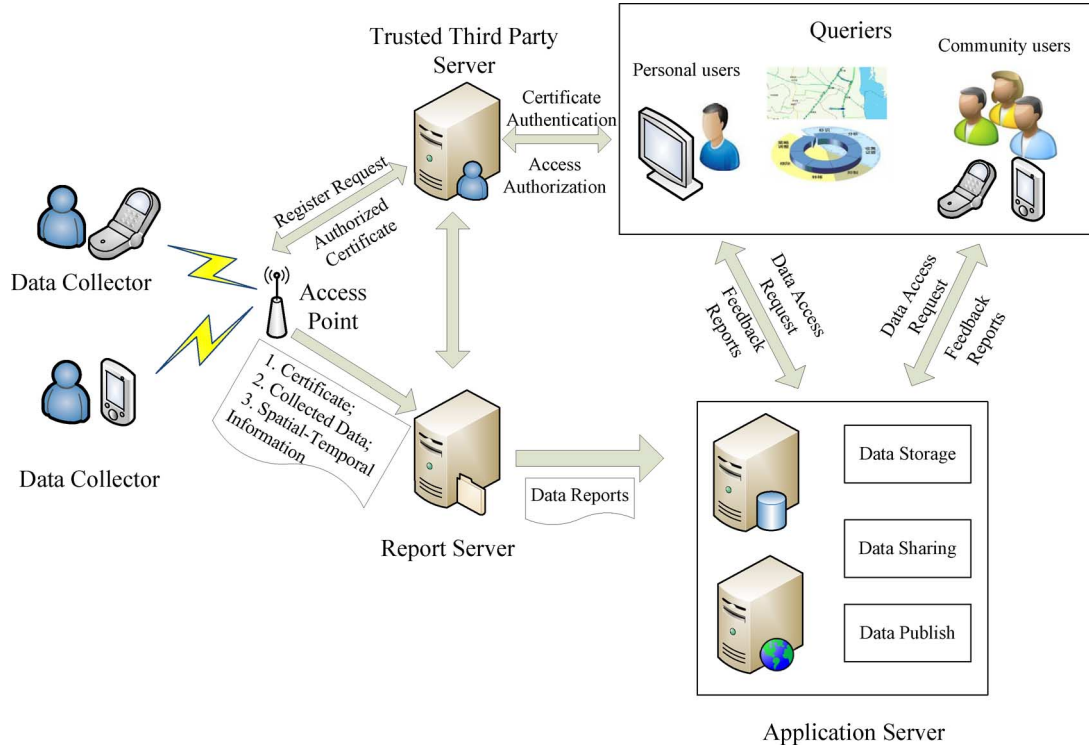 Trusted Third Party
Server
Queriers
Personal users
Community users
Certificate
Authentication
Access
Authorization
Register Request
Authorized
Certificate
Data Collector
Access
Point
Data Collector
1. Certificate;
2. Collected Data;
3. Spatial-Temporal
Information
Report Server
Data Reports
Data Access
Request
Feedback
Reports
Data Access
Request
Feedback
Reports
Data Storage
Data Sharing
Data Publish
Application Server